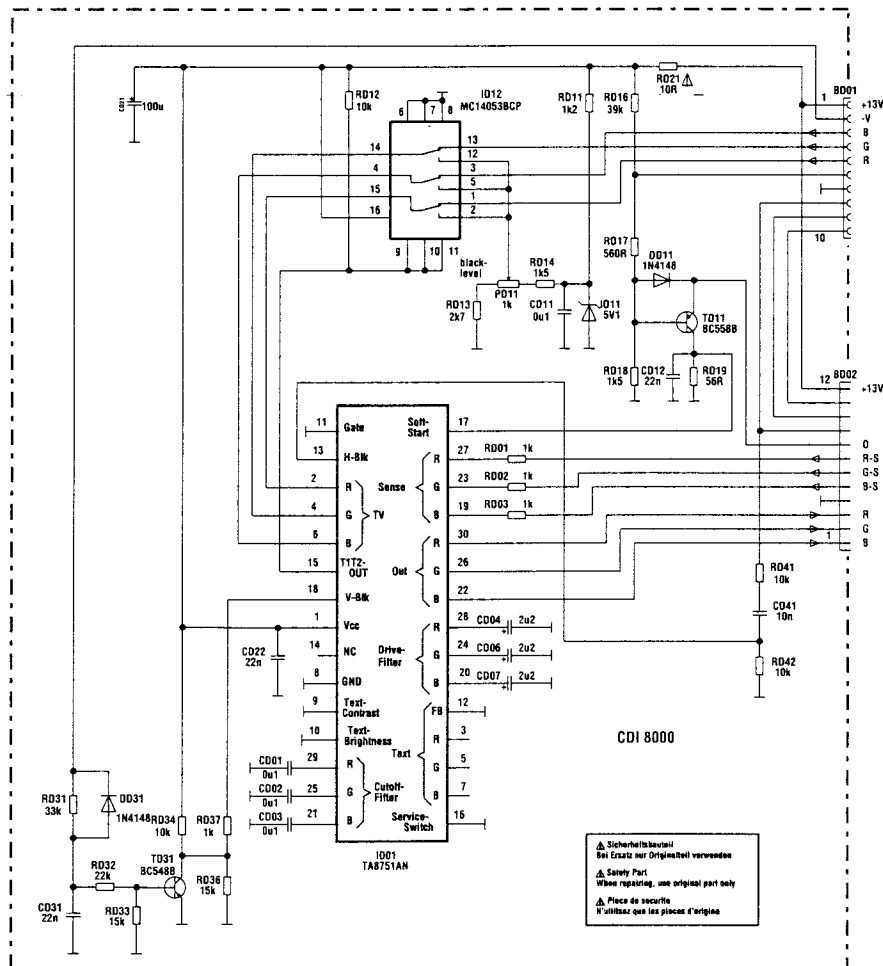 CD21
100u
RD12
10k
ID12
MC14053BCP
6 7 8
14
4
15
16
13
12
3
5
1
2
9 10 11
RD11
1k2
RD16
39k
RD21
10R
BD01
1 +13V
-V
B
G
R
10
black-
level
PD11
1k
RD14
1k5
RD13
2k7
CD11
0u1
JD11
5V1
RD17
560R
DD11
1N4148
TD11
BC558B
RD18
1k5
CD12
22n
RD19
56R
BD02
12 +13V
0
R-S
G-S
B-S
R
G
1 B
11 Gate
13 H-Blk
2 R
4 G TV
6 B
15 T1T2-
OUT
18 V-Blk
1 Vcc
14 NC
8 GND
9 Text-
Contrast
10 Text-
Brightness
29 R
25 G Cutoff-
Filter
21 B
Soft-
Start 17
Sense R 27
G 23
B 19
Out R 30
G 26
B 22
Drive-
Filter R 28
G 24
B 20
FB 12
Text R 3
G 5
B 7
Service-
Switch 16
RD01 1k
RD02 1k
RD03 1k
CD04 2u2
CD06 2u2
CD07 2u2
CD22
22n
CD01
0u1
CD02
0u1
CD03
0u1
ID01
TA8751AN
RD41
10k
CD41
10n
RD42
10k
CDI 8000
RD31
33k
DD31
1N4148
RD34
10k
RD37
1k
RD32
22k
TD31
BC548B
RD36
15k
CD31
22n
RD33
15k
Sicherheitsbauteil
Bei Ersatz nur Originalteil verwenden
Safety Part
When repairing, use original part only
Piece de securite
N'utilisez que les pieces d'origine